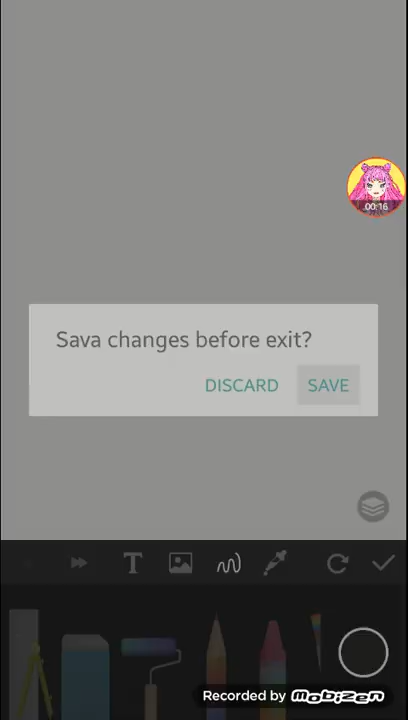 00:16
Sava changes before exit?
DISCARD SAVE
T
Recorded by mobizen